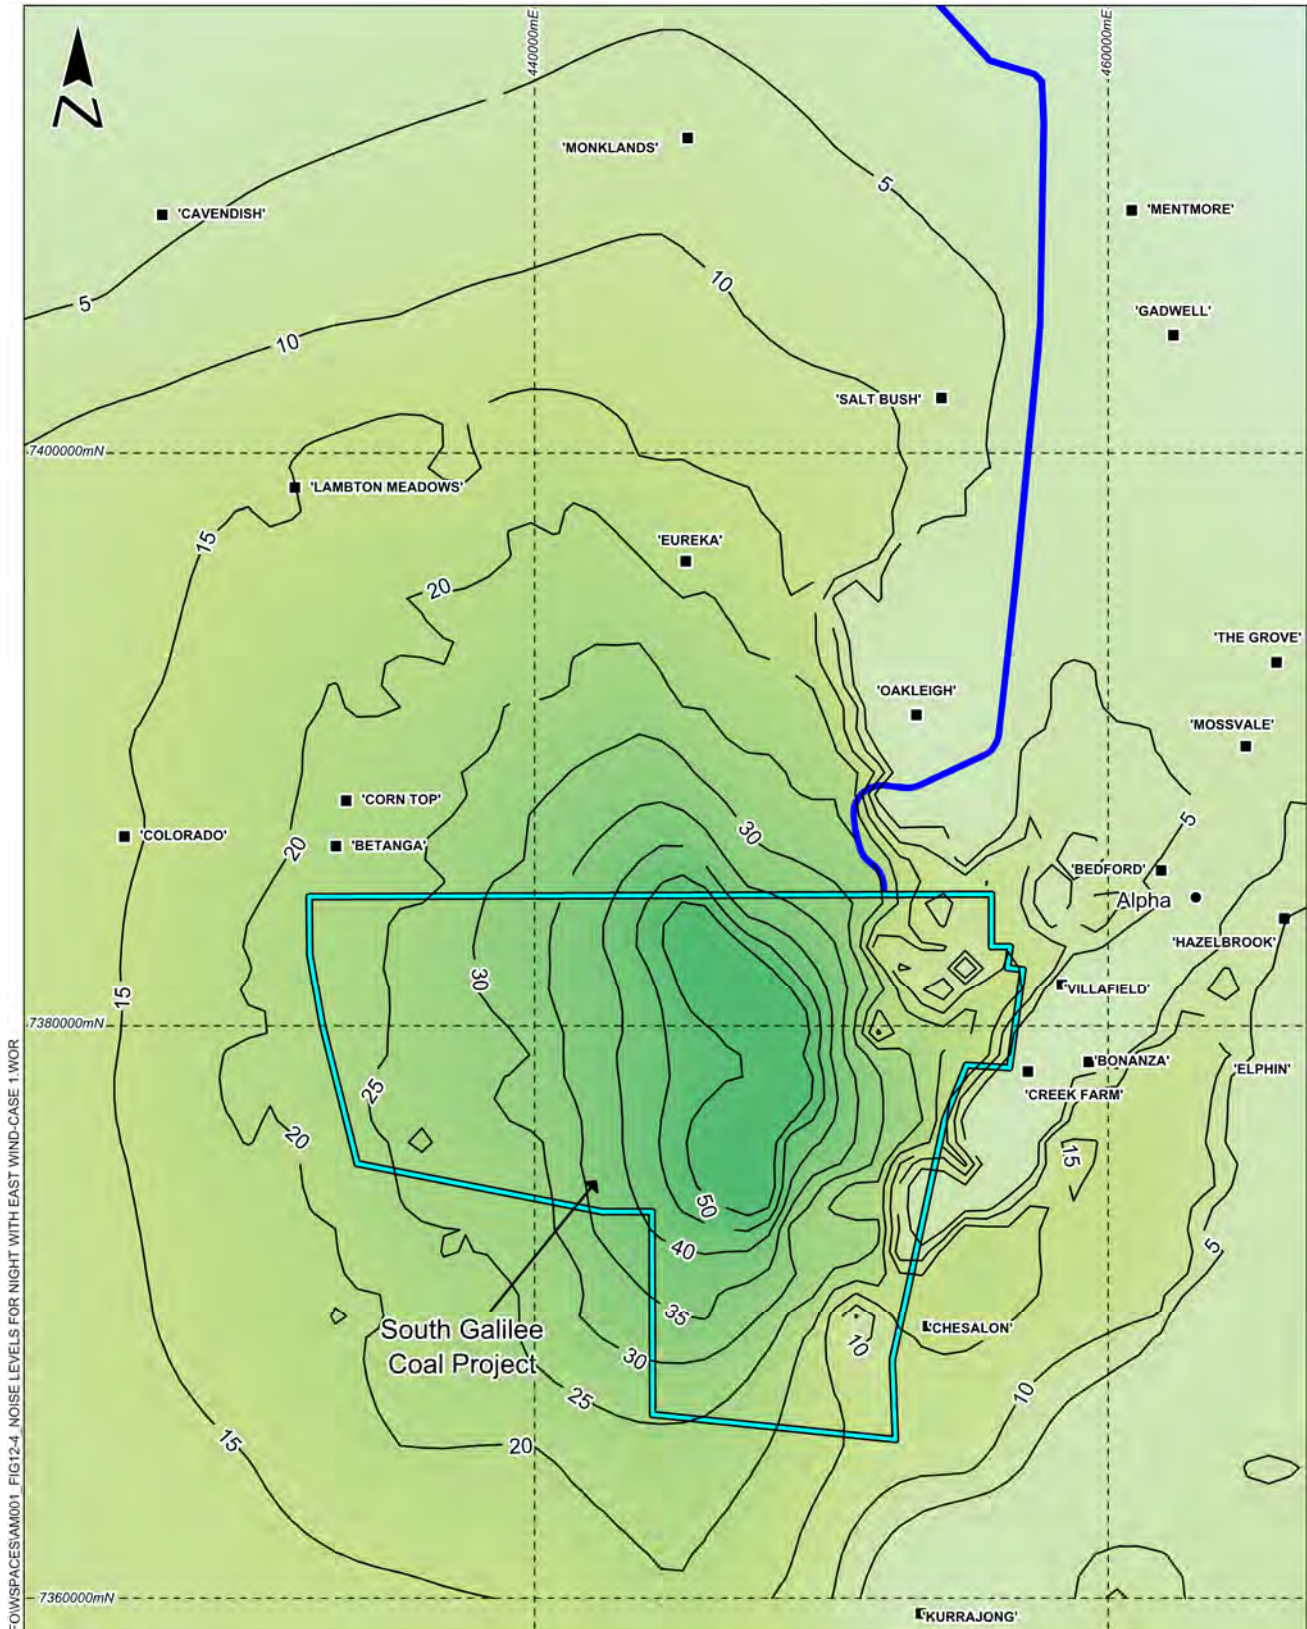 440000mE
460000mE
N
'MONKLANDS'
5
'CAVENDISH'
'MENTMORE'
10
5
'GADWELL'
10
'SALT BUSH'
7400000mN
'LAMBTON MEADOWS'
15
'EUREKA'
20
'THE GROVE'
'OAKLEIGH'
'MOSSVALE'
'CORN TOP'
30
5
'COLORADO'
20
'BETANGA'
'BEDFORD'
Alpha
'HAZELBROOK'
30
15
'VILLAFIELD'
7380000mN
'BONANZA'
'ELPHIN'
25
'CREEK FARM'
20
15
50
40
5
35
South Galilee
Coal Project
'CHESALON'
10
30
25
10
15
20
7360000mN
'KURRAJONG'
FO\WSPACES\AM001_FIG12-4_NOISE LEVELS FOR NIGHT WITH EAST WIND-CASE 1.WOR